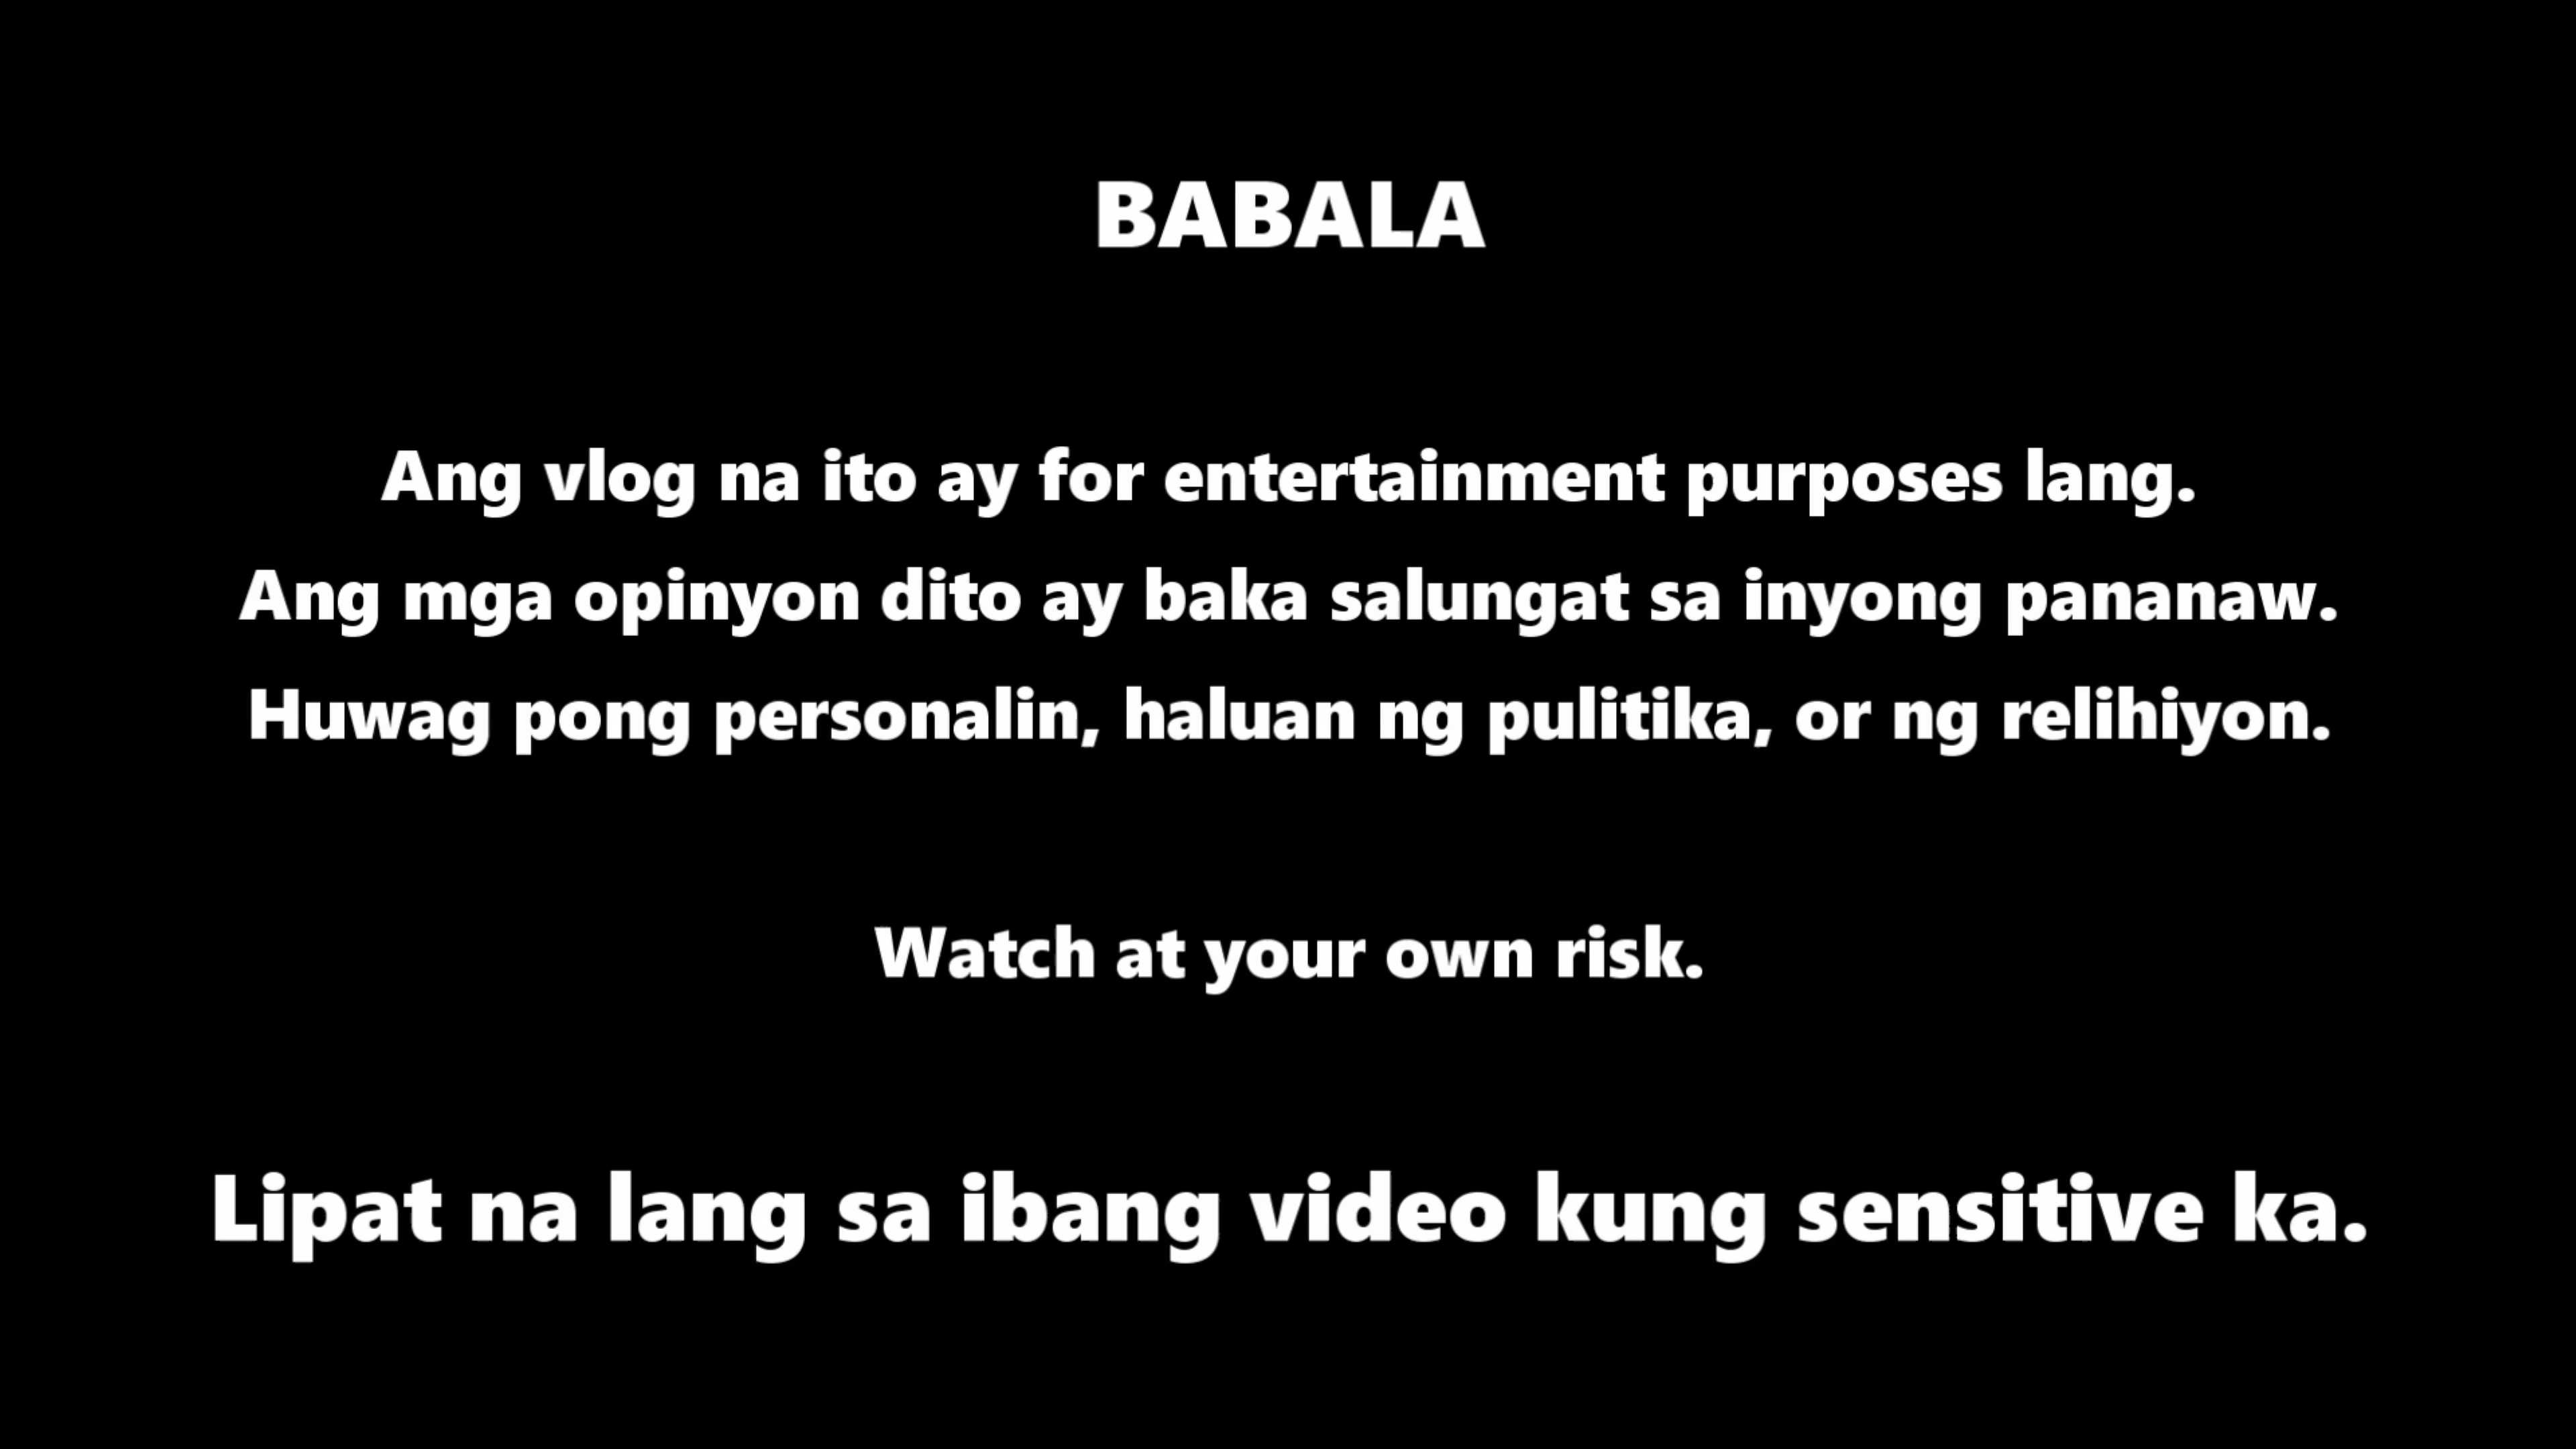 BABALA
Ang vlog na ito ay for entertainment purposes lang.
Ang mga opinyon dito ay baka salungat sa inyong pananaw.
Huwag pong personalin, haluan ng pulitika, or ng relihiyon.
Watch at your own risk.
Lipat na lang sa ibang video kung sensitive ka.